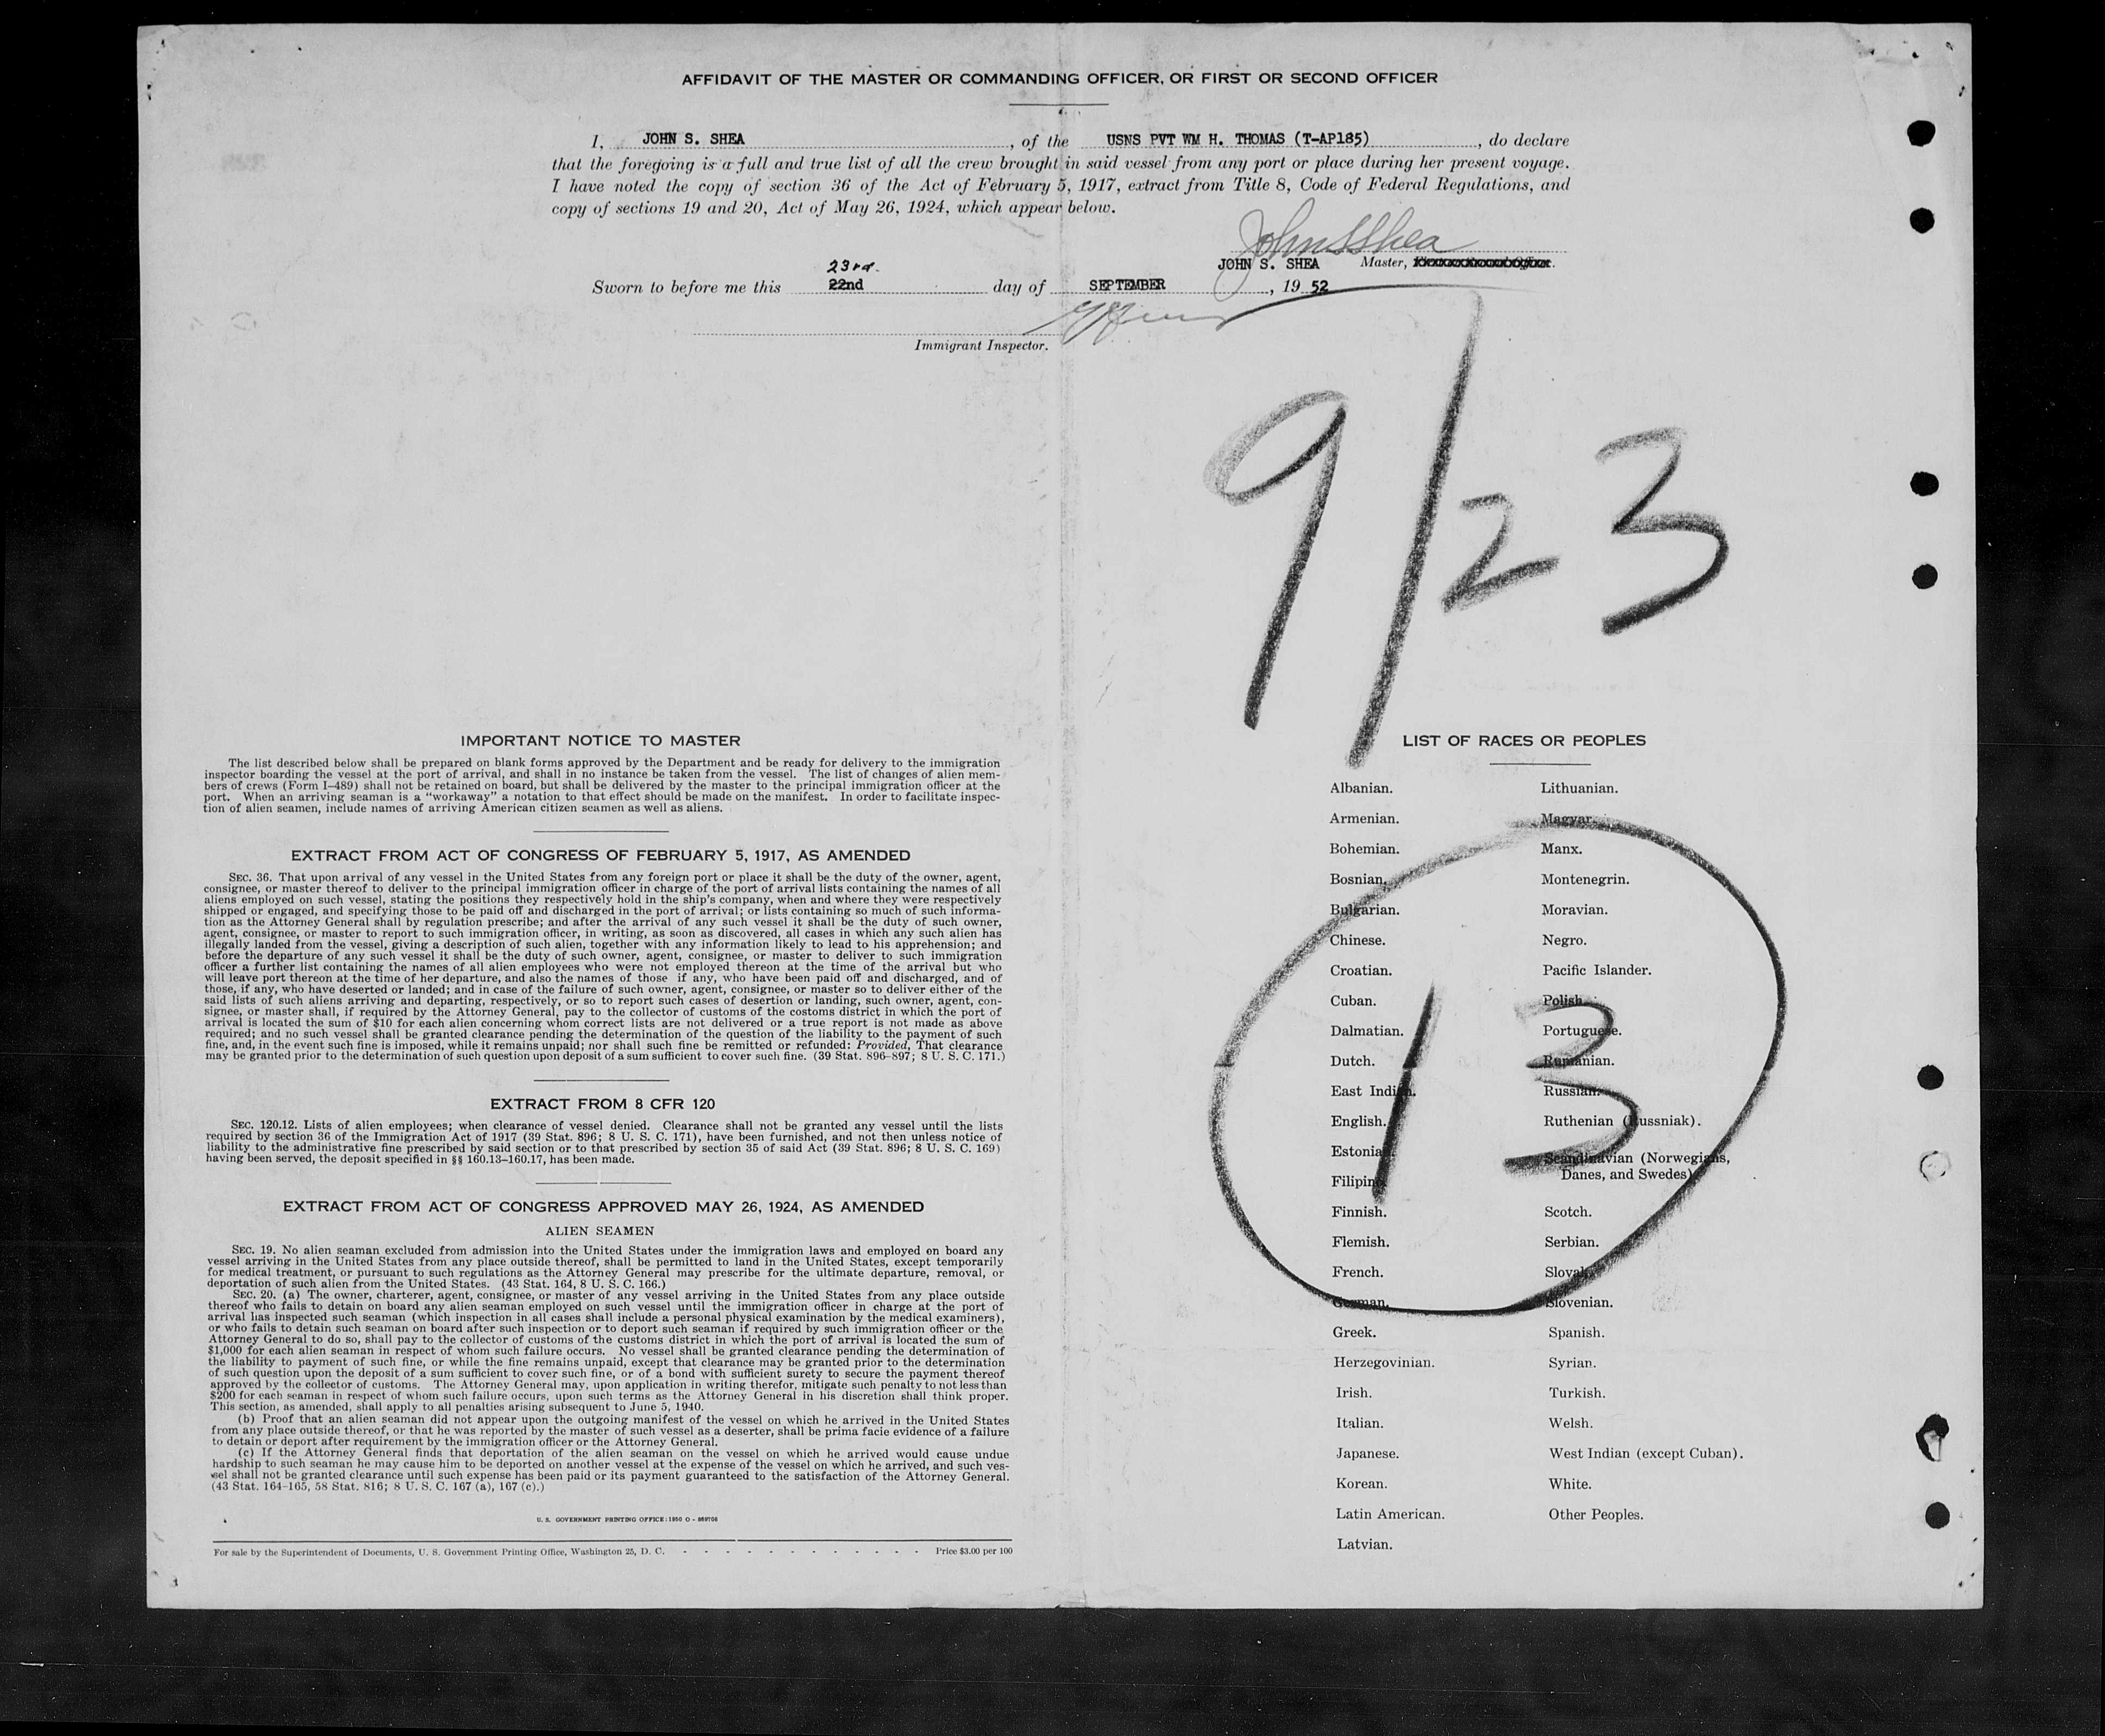 AFFIDAVIT OF THE MASTER OR COMMANDING OFFICER, OR FIRST OR SECOND OFFICER
I, JOHN S. SHEA, of the USNS PVT WM H. THOMAS (T-AP185), do declare
that the foregoing is a full and true list of all the crew brought in said vessel from any port or place during her present voyage.
I have noted the copy of section 36 of the Act of February 5, 1917, extract from Title 8, Code of Federal Regulations, and
copy of sections 19 and 20, Act of May 26, 1924, which appear below.
John S Shea
JOHN S. SHEA Master,
23rd.
Sworn to before me this 22nd day of SEPTEMBER, 19 52
Immigrant Inspector.
9/23
IMPORTANT NOTICE TO MASTER
The list described below shall be prepared on blank forms approved by the Department and be ready for delivery to the immigration
inspector boarding the vessel at the port of arrival, and shall in no instance be taken from the vessel. The list of changes of alien mem-
bers of crews (Form I–489) shall not be retained on board, but shall be delivered by the master to the principal immigration officer at the
port. When an arriving seaman is a “workaway” a notation to that effect should be made on the manifest. In order to facilitate inspec-
tion of alien seamen, include names of arriving American citizen seamen as well as aliens.
EXTRACT FROM ACT OF CONGRESS OF FEBRUARY 5, 1917, AS AMENDED
SEC. 36. That upon arrival of any vessel in the United States from any foreign port or place it shall be the duty of the owner, agent,
consignee, or master thereof to deliver to the principal immigration officer in charge of the port of arrival lists containing the names of all
aliens employed on such vessel, stating the positions they respectively hold in the ship's company, when and where they were respectively
shipped or engaged, and specifying those to be paid off and discharged in the port of arrival; or lists containing so much of such informa-
tion as the Attorney General shall by regulation prescribe; and after the arrival of any such vessel it shall be the duty of such owner,
agent, consignee, or master to report to such immigration officer, in writing, as soon as discovered, all cases in which any such alien has
illegally landed from the vessel, giving a description of such alien, together with any information likely to lead to his apprehension; and
before the departure of any such vessel it shall be the duty of such owner, agent, consignee, or master to deliver to such immigration
officer a further list containing the names of all alien employees who were not employed thereon at the time of the arrival but who
will leave port thereon at the time of her departure, and also the names of those if any, who have been paid off and discharged, and of
those, if any, who have deserted or landed; and in case of the failure of such owner, agent, consignee, or master so to deliver either of the
said lists of such aliens arriving and departing, respectively, or so to report such cases of desertion or landing, such owner, agent, con-
signee, or master shall, if required by the Attorney General, pay to the collector of customs of the costoms district in which the port of
arrival is located the sum of $10 for each alien concerning whom correct lists are not delivered or a true report is not made as above
required; and no such vessel shall be granted clearance pending the determination of the question of the liability to the payment of such
fine, and, in the event such fine is imposed, while it remains unpaid; nor shall such fine be remitted or refunded: Provided, That clearance
may be granted prior to the determination of such question upon deposit of a sum sufficient to cover such fine. (39 Stat. 896–897; 8 U. S. C. 171.)
EXTRACT FROM 8 CFR 120
SEC. 120.12. Lists of alien employees; when clearance of vessel denied. Clearance shall not be granted any vessel until the lists
required by section 36 of the Immigration Act of 1917 (39 Stat. 896; 8 U. S. C. 171), have been furnished, and not then unless notice of
liability to the administrative fine prescribed by said section or to that prescribed by section 35 of said Act (39 Stat. 896; 8 U. S. C. 169)
having been served, the deposit specified in §§ 160.13–160.17, has been made.
EXTRACT FROM ACT OF CONGRESS APPROVED MAY 26, 1924, AS AMENDED
ALIEN SEAMEN
SEC. 19. No alien seaman excluded from admission into the United States under the immigration laws and employed on board any
vessel arriving in the United States from any place outside thereof, shall be permitted to land in the United States, except temporarily
for medical treatment, or pursuant to such regulations as the Attorney General may prescribe for the ultimate departure, removal, or
deportation of such alien from the United States. (43 Stat. 164, 8 U. S. C. 166.)
SEC. 20. (a) The owner, charterer, agent, consignee, or master of any vessel arriving in the United States from any place outside
thereof who fails to detain on board any alien seaman employed on such vessel until the immigration officer in charge at the port of
arrival has inspected such seaman (which inspection in all cases shall include a personal physical examination by the medical examiners),
or who fails to detain such seaman on board after such inspection or to deport such seaman if required by such immigration officer or the
Attorney General to do so, shall pay to the collector of customs of the customs district in which the port of arrival is located the sum of
$1,000 for each alien seaman in respect of whom such failure occurs. No vessel shall be granted clearance pending the determination of
the liability to payment of such fine, or while the fine remains unpaid, except that clearance may be granted prior to the determination
of such question upon the deposit of a sum sufficient to cover such fine, or of a bond with sufficient surety to secure the payment thereof
approved by the collector of customs. The Attorney General may, upon application in writing therefor, mitigate such penalty to not less than
$200 for each seaman in respect of whom such failure occurs, upon such terms as the Attorney General in his discretion shall think proper.
This section, as amended, shall apply to all penalties arising subsequent to June 5, 1940.
(b) Proof that an alien seaman did not appear upon the outgoing manifest of the vessel on which he arrived in the United States
from any place outside thereof, or that he was reported by the master of such vessel as a deserter, shall be prima facie evidence of a failure
to detain or deport after requirement by the immigration officer or the Attorney General.
(c) If the Attorney General finds that deportation of the alien seaman on the vessel on which he arrived would cause undue
hardship to such seaman he may cause him to be deported on another vessel at the expense of the vessel on which he arrived, and such ves-
sel shall not be granted clearance until such expense has been paid or its payment guaranteed to the satisfaction of the Attorney General.
(43 Stat. 164–165, 58 Stat. 816; 8 U. S. C. 167 (a), 167 (c).)
U. S. GOVERNMENT PRINTING OFFICE : 1950 O - 869708
For sale by the Superintendent of Documents, U. S. Government Printing Office, Washington 25, D. C. - - - - - - - - - - - - Price $3.00 per 100
LIST OF RACES OR PEOPLES
Albanian.
Armenian.
Bohemian.
Bosnian.
Bulgarian.
Chinese.
Croatian.
Cuban.
Dalmatian.
Dutch.
East Indian.
English.
Estonian.
Filipino.
Finnish.
Flemish.
French.
German.
Greek.
Herzegovinian.
Irish.
Italian.
Japanese.
Korean.
Latin American.
Latvian.
Lithuanian.
Magyar.
Manx.
Montenegrin.
Moravian.
Negro.
Pacific Islander.
Polish.
Portuguese.
Rumanian.
Russian.
Ruthenian (Russniak).
Scandinavian (Norwegians,
Danes, and Swedes).
Scotch.
Serbian.
Slovak.
Slovenian.
Spanish.
Syrian.
Turkish.
Welsh.
West Indian (except Cuban).
White.
Other Peoples.
13